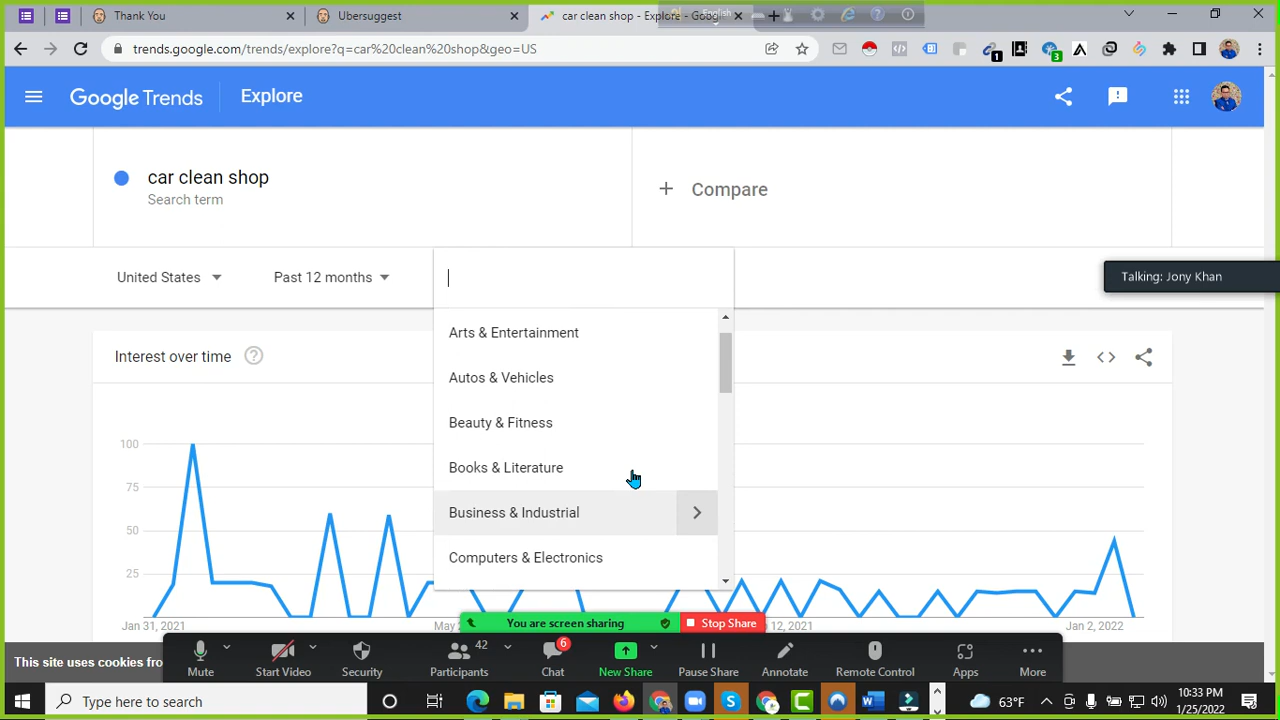 Thank You
Ubersuggest
car clean shop - Explore - Googl
English
trends.google.com/trends/explore?q=car%20clean%20shop&geo=US
1
3
Google Trends
Explore
car clean shop
Search term
+ Compare
United States
Past 12 months
Talking: Jony Khan
Arts & Entertainment
Autos & Vehicles
Beauty & Fitness
Books & Literature
Business & Industrial
Computers & Electronics
Interest over time
100
75
50
25
Jan 31, 2021
May
12, 2021
Jan 2, 2022
You are screen sharing
Stop Share
This site uses cookies fro
Mute
Start Video
Security
Participants
42
Chat
6
New Share
Pause Share
Annotate
Remote Control
Apps
More
Type here to search
63°F
10:33 PM
1/25/2022